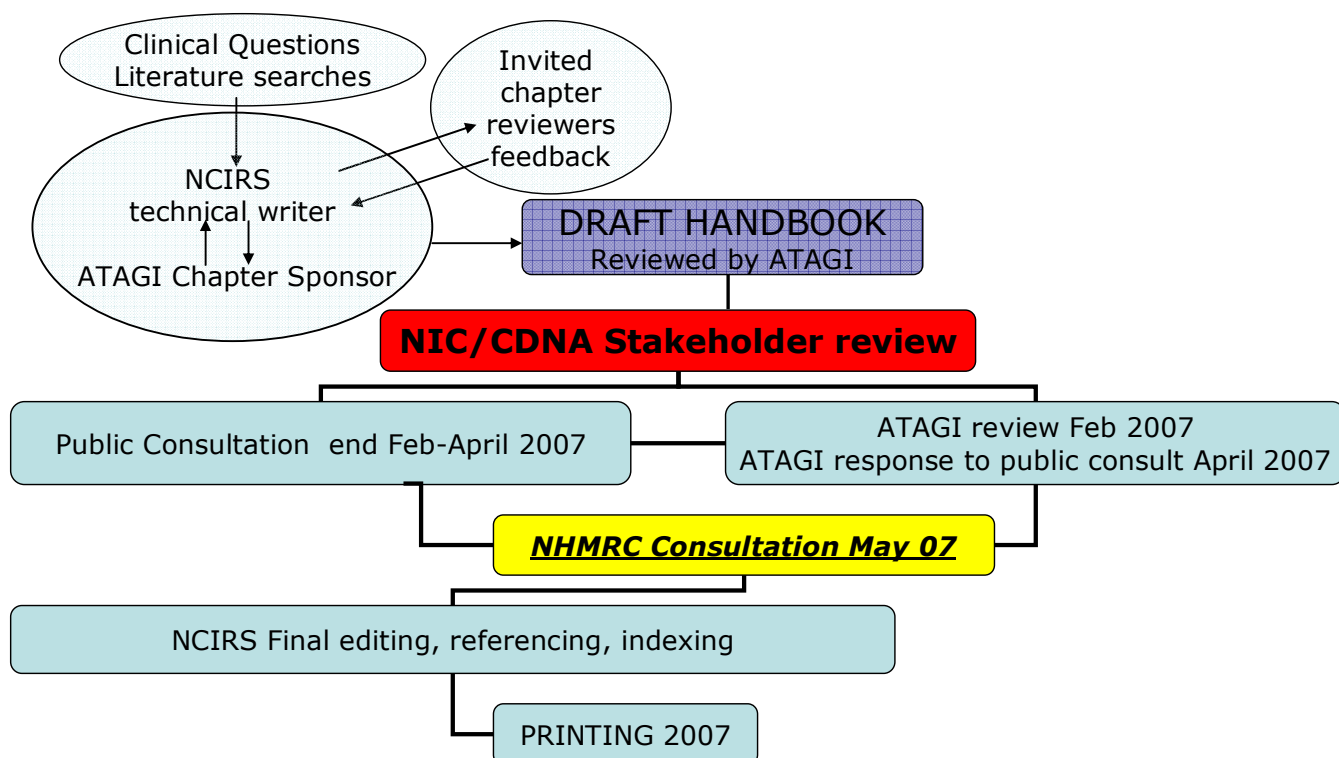 Clinical Questions
Literature searches
Invited
chapter
reviewers
feedback
NCIRS
technical writer
ATAGI Chapter Sponsor
DRAFT HANDBOOK
Reviewed by ATAGI
NIC/CDNA Stakeholder review
Public Consultation end Feb-April 2007
ATAGI review Feb 2007
ATAGI response to public consult April 2007
NHMRC Consultation May 07
NCIRS Final editing, referencing, indexing
PRINTING 2007